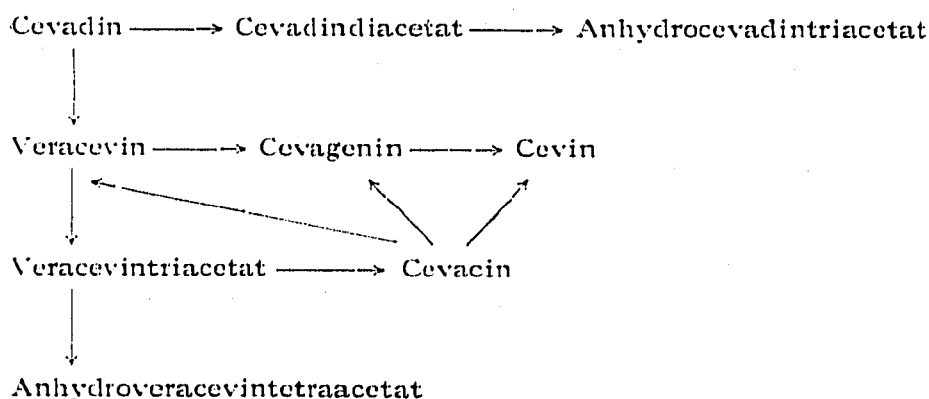 Cevadin Cevadindiacetat Anhydrocevadintriacetat
Veracevin Cevagenin Cevin
Veracevintriacetat Cevacin
Anhydroveracevintetraacetat